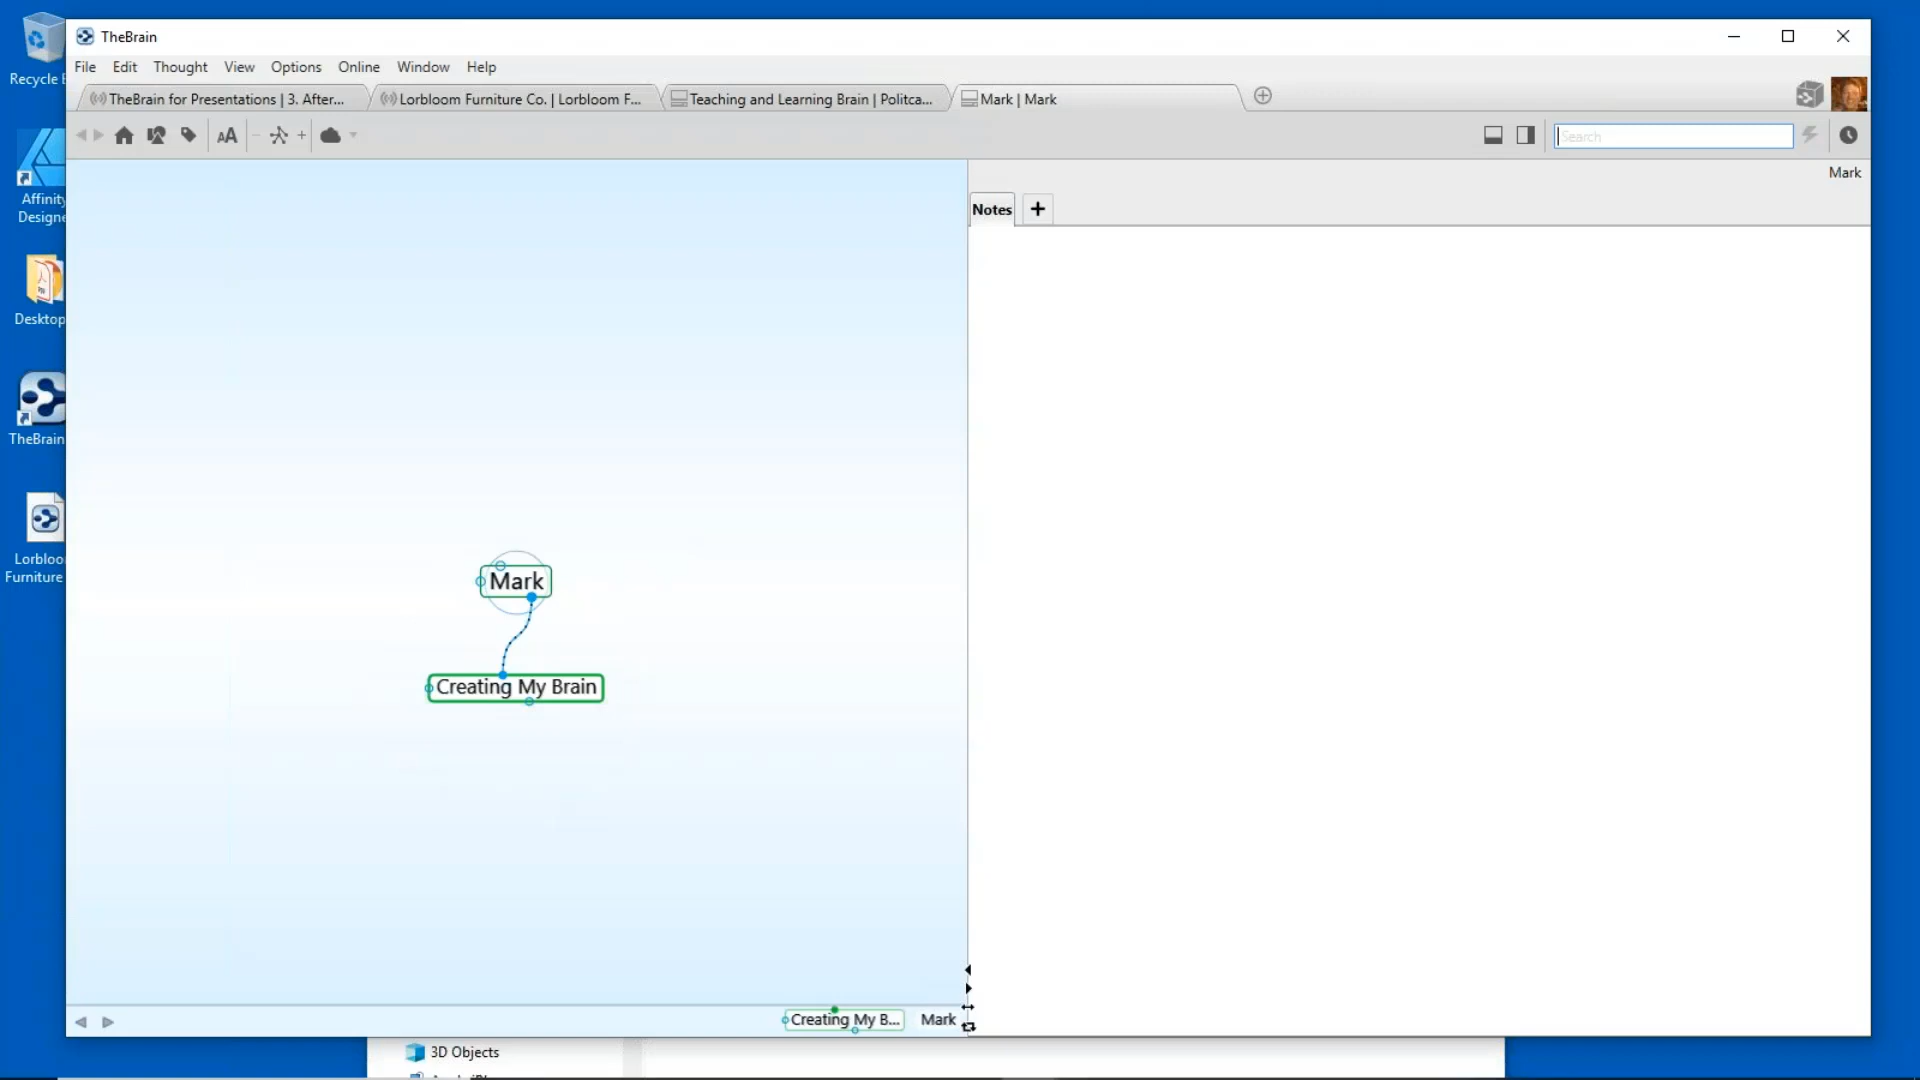 TheBrain
File Edit Thought View Options Online Window Help
TheBrain for Presentations | 3. After...
Lorbloom Furniture Co. | Lorbloom F...
Teaching and Learning Brain | Politca...
Mark | Mark
AA
Search
Mark
Notes
Recycle
Affinity
Designe
Desktop
TheBrain
Lorbloo
Furniture
Mark
Creating My Brain
Creating My B...
Mark
3D Objects